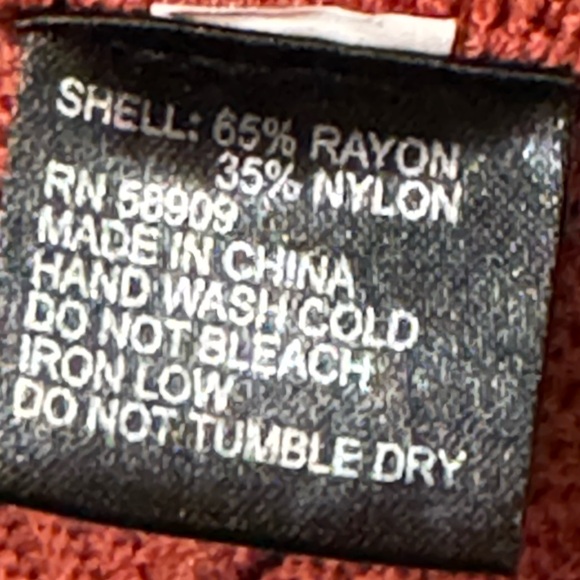 SHELL: 65% RAYON
35% NYLON
RN 58909
MADE IN CHINA
HAND WASH COLD
DO NOT BLEACH
IRON LOW
DO NOT TUMBLE DRY